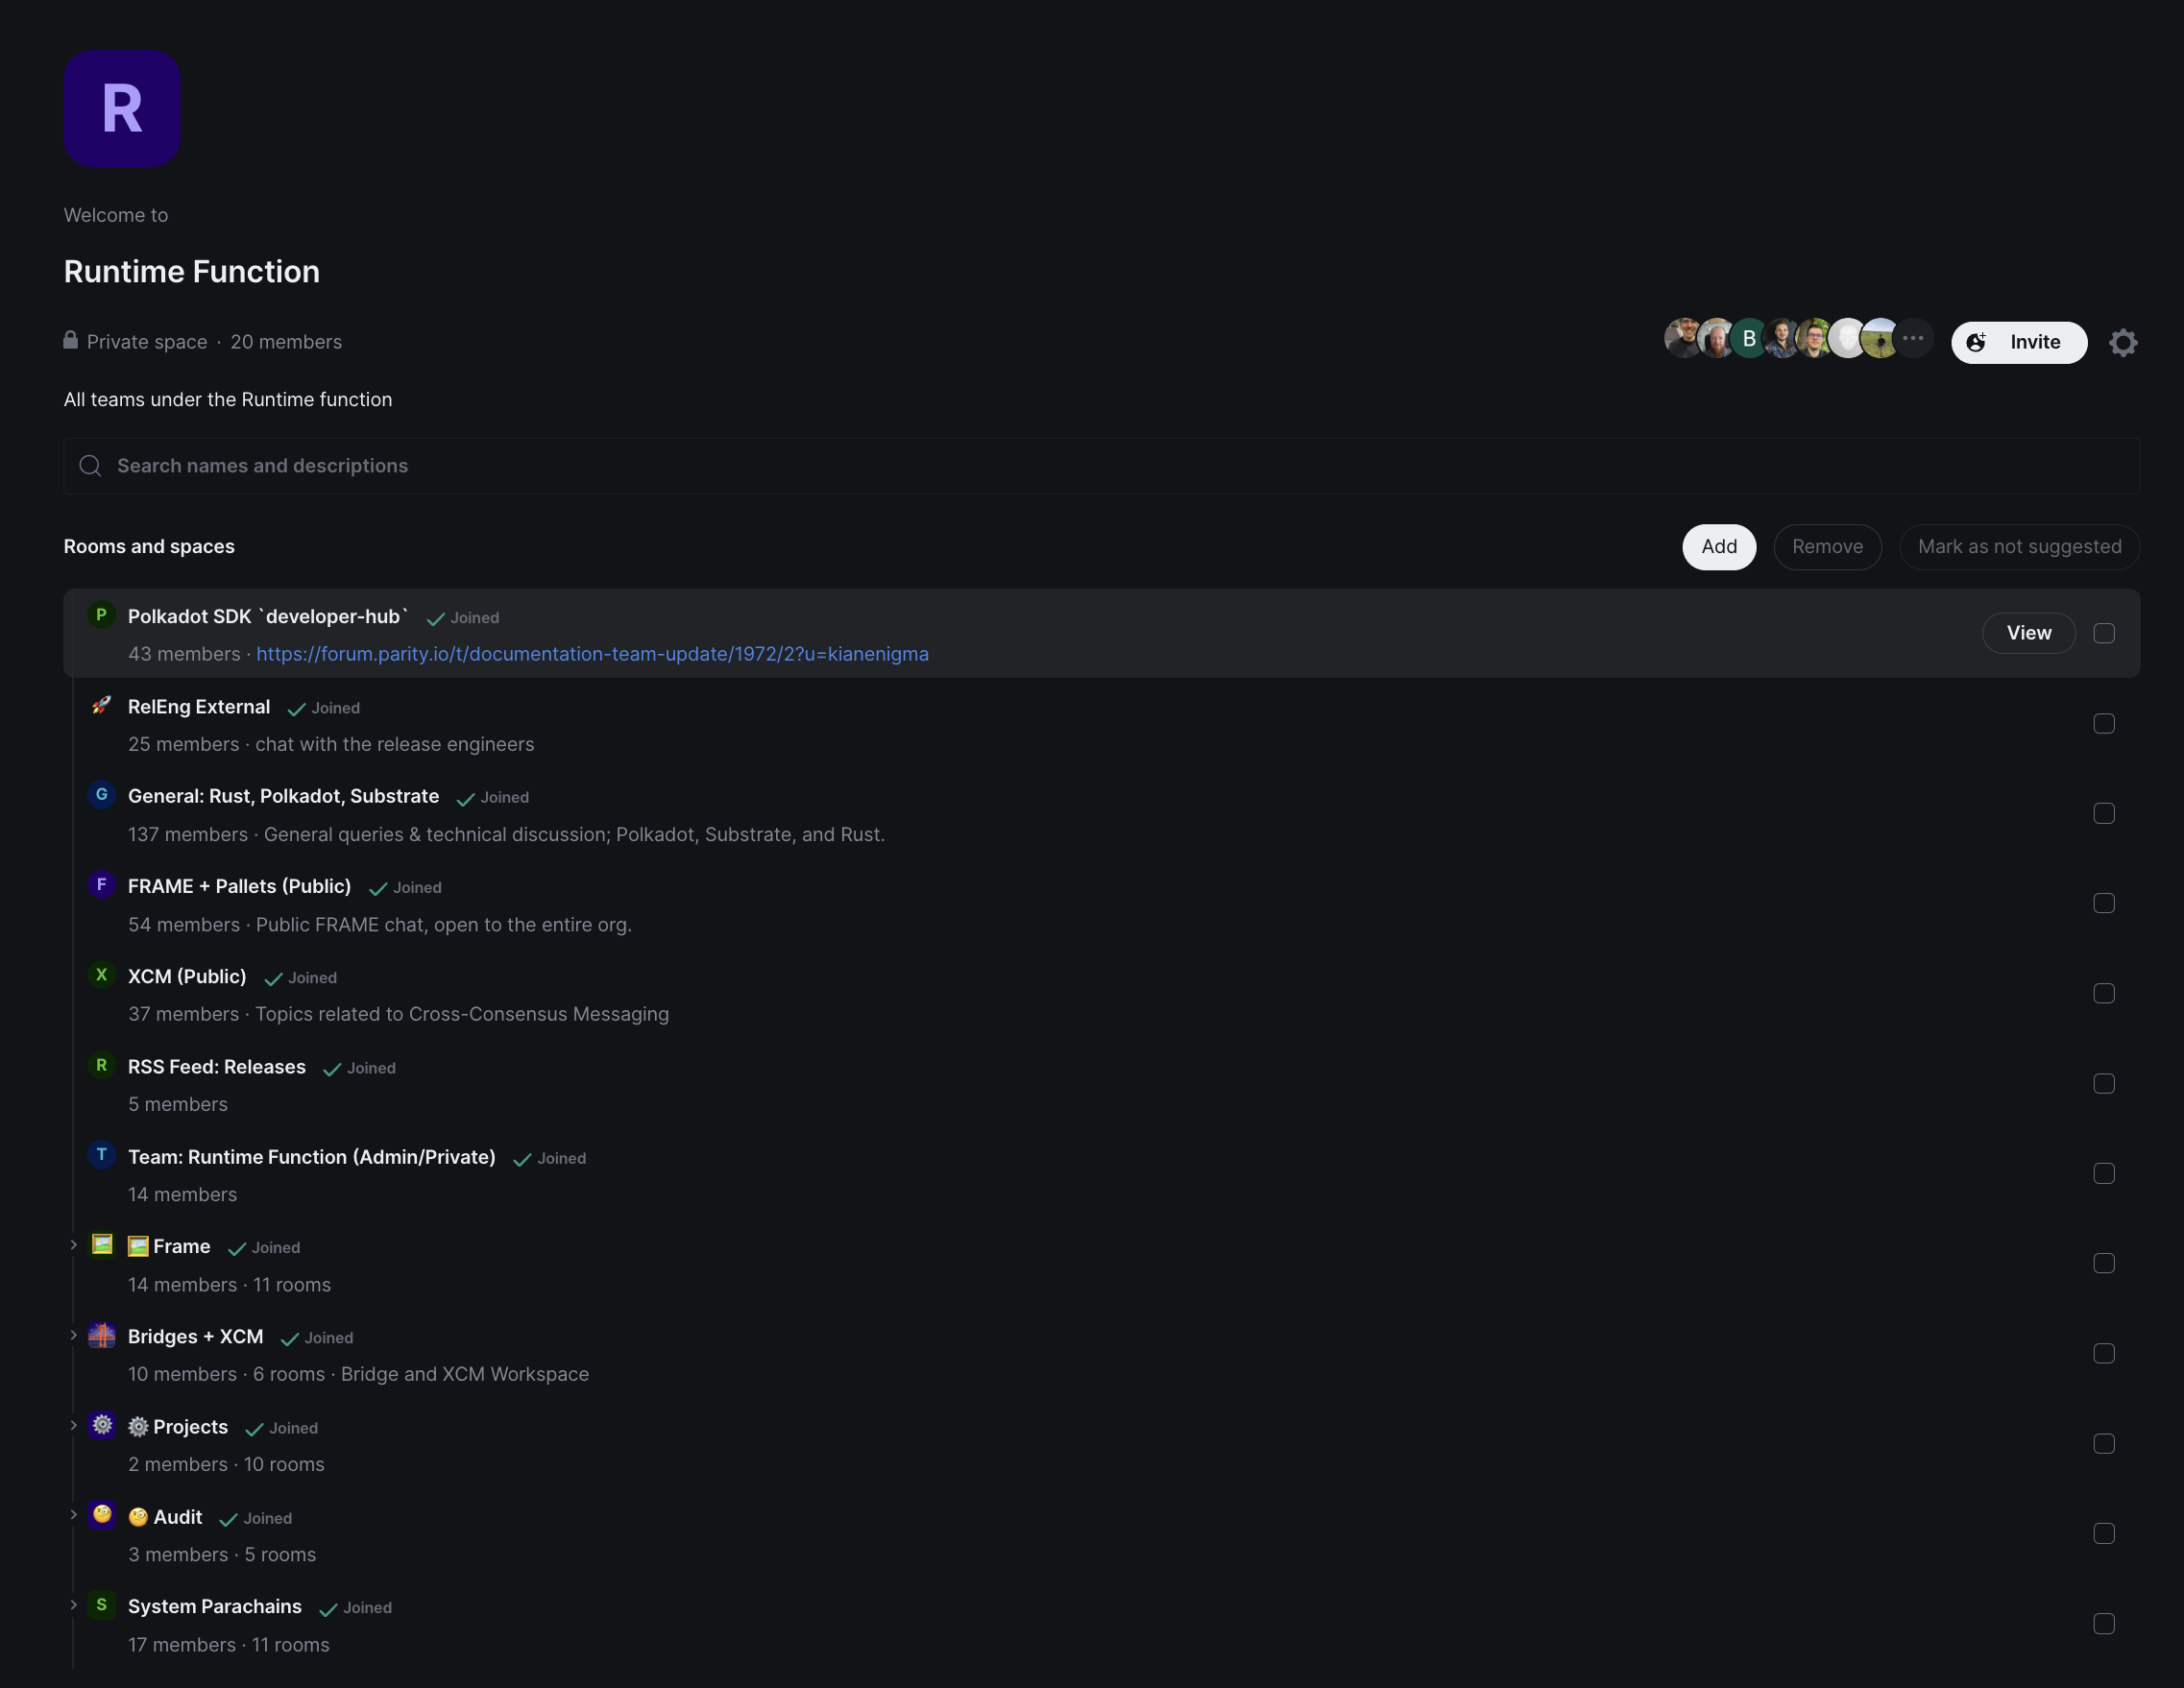 R
Welcome to
Runtime Function
Private space · 20 members
B
Invite
All teams under the Runtime function
Search names and descriptions
Rooms and spaces
Add
Remove
Mark as not suggested
P Polkadot SDK `developer-hub` Joined
43 members · https://forum.parity.io/t/documentation-team-update/1972/2?u=kianenigma
View
RelEng External Joined
25 members · chat with the release engineers
G General: Rust, Polkadot, Substrate Joined
137 members · General queries & technical discussion; Polkadot, Substrate, and Rust.
F FRAME + Pallets (Public) Joined
54 members · Public FRAME chat, open to the entire org.
X XCM (Public) Joined
37 members · Topics related to Cross-Consensus Messaging
R RSS Feed: Releases Joined
5 members
T Team: Runtime Function (Admin/Private) Joined
14 members
Frame Joined
14 members · 11 rooms
Bridges + XCM Joined
10 members · 6 rooms · Bridge and XCM Workspace
Projects Joined
2 members · 10 rooms
Audit Joined
3 members · 5 rooms
S System Parachains Joined
17 members · 11 rooms